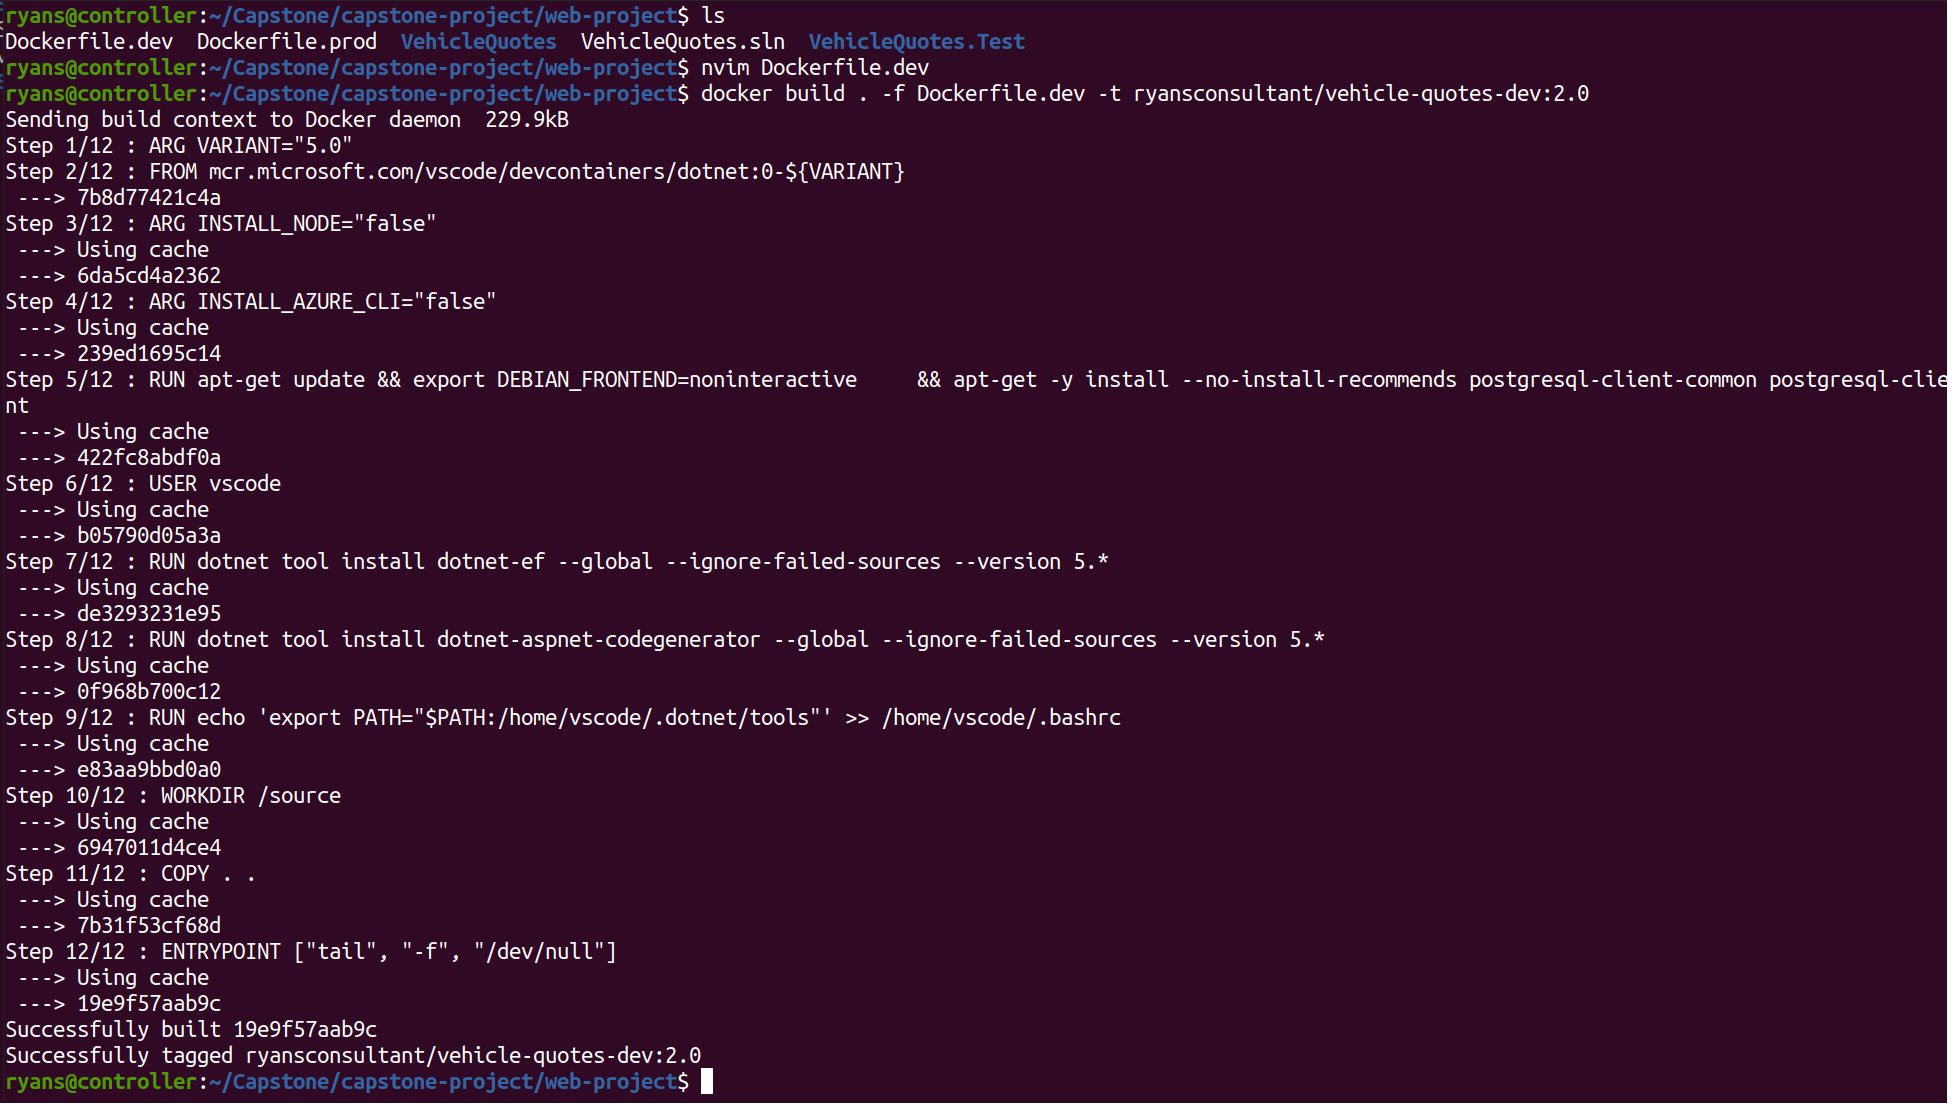 ryans@controller:~/Capstone/capstone-project/web-project$ ls
Dockerfile.dev  Dockerfile.prod  VehicleQuotes  VehicleQuotes.sln  VehicleQuotes.Test
ryans@controller:~/Capstone/capstone-project/web-project$ nvim Dockerfile.dev
ryans@controller:~/Capstone/capstone-project/web-project$ docker build . -f Dockerfile.dev -t ryansconsultant/vehicle-quotes-dev:2.0
Sending build context to Docker daemon  229.9kB
Step 1/12 : ARG VARIANT="5.0"
Step 2/12 : FROM mcr.microsoft.com/vscode/devcontainers/dotnet:0-${VARIANT}
 ---> 7b8d77421c4a
Step 3/12 : ARG INSTALL_NODE="false"
 ---> Using cache
 ---> 6da5cd4a2362
Step 4/12 : ARG INSTALL_AZURE_CLI="false"
 ---> Using cache
 ---> 239ed1695c14
Step 5/12 : RUN apt-get update && export DEBIAN_FRONTEND=noninteractive     && apt-get -y install --no-install-recommends postgresql-client-common postgresql-clie
nt
 ---> Using cache
 ---> 422fc8abdf0a
Step 6/12 : USER vscode
 ---> Using cache
 ---> b05790d05a3a
Step 7/12 : RUN dotnet tool install dotnet-ef --global --ignore-failed-sources --version 5.*
 ---> Using cache
 ---> de3293231e95
Step 8/12 : RUN dotnet tool install dotnet-aspnet-codegenerator --global --ignore-failed-sources --version 5.*
 ---> Using cache
 ---> 0f968b700c12
Step 9/12 : RUN echo 'export PATH="$PATH:/home/vscode/.dotnet/tools"' >> /home/vscode/.bashrc
 ---> Using cache
 ---> e83aa9bbd0a0
Step 10/12 : WORKDIR /source
 ---> Using cache
 ---> 6947011d4ce4
Step 11/12 : COPY . .
 ---> Using cache
 ---> 7b31f53cf68d
Step 12/12 : ENTRYPOINT ["tail", "-f", "/dev/null"]
 ---> Using cache
 ---> 19e9f57aab9c
Successfully built 19e9f57aab9c
Successfully tagged ryansconsultant/vehicle-quotes-dev:2.0
ryans@controller:~/Capstone/capstone-project/web-project$